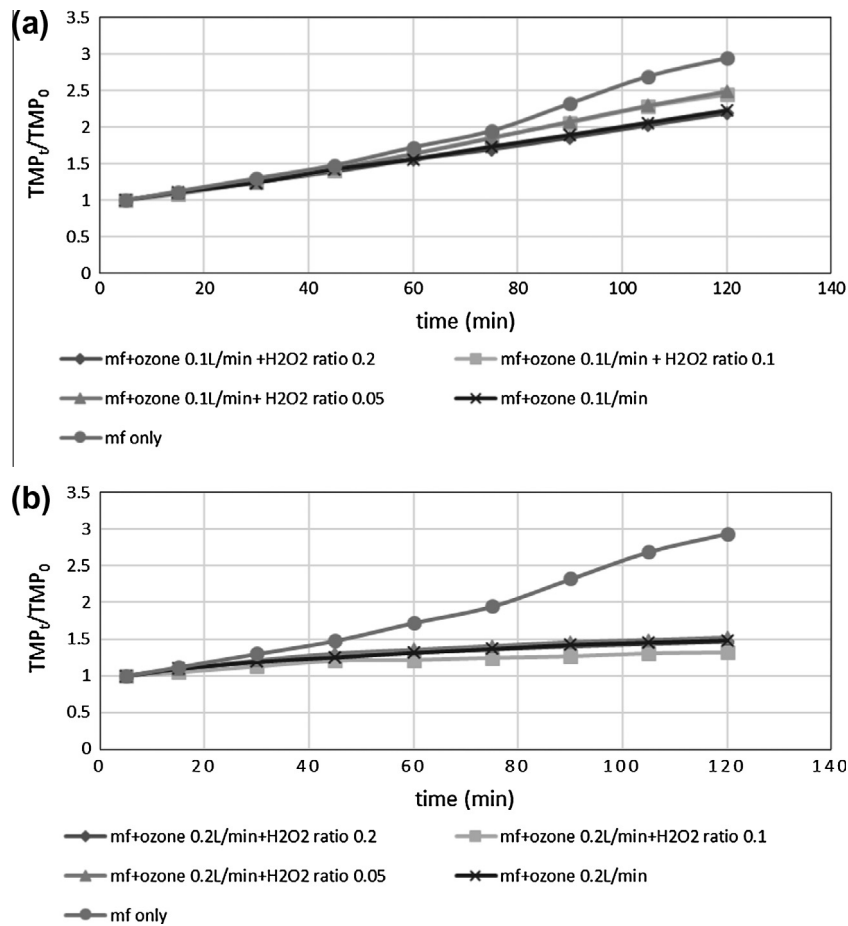 (a)
3.5
3
2.5
2
1.5
1
0.5
0
TMPt/TMP0
0 20 40 60 80 100 120 140
time (min)
mf+ozone 0.1L/min +H2O2 ratio 0.2
mf+ozone 0.1L/min + H2O2 ratio 0.1
mf+ozone 0.1L/min+ H2O2 ratio 0.05
mf+ozone 0.1L/min
mf only
(b)
3.5
3
2.5
2
1.5
1
0.5
0
TMPt/TMP0
0 20 40 60 80 100 120 140
time (min)
mf+ozone 0.2L/min+H2O2 ratio 0.2
mf+ozone 0.2L/min+H2O2 ratio 0.1
mf+ozone 0.2L/min+H2O2 ratio 0.05
mf+ozone 0.2L/min
mf only